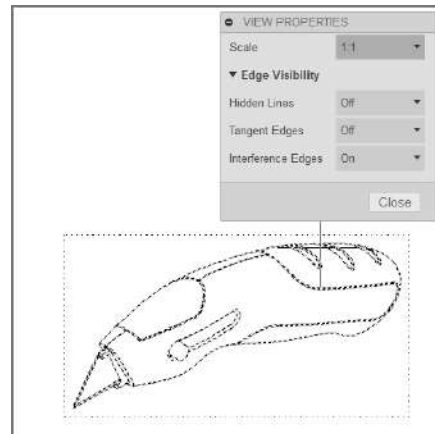 VIEW PROPERTIES
Scale 1:1
Edge Visibility
Hidden Lines Off
Tangent Edges Off
Interference Edges On
Close